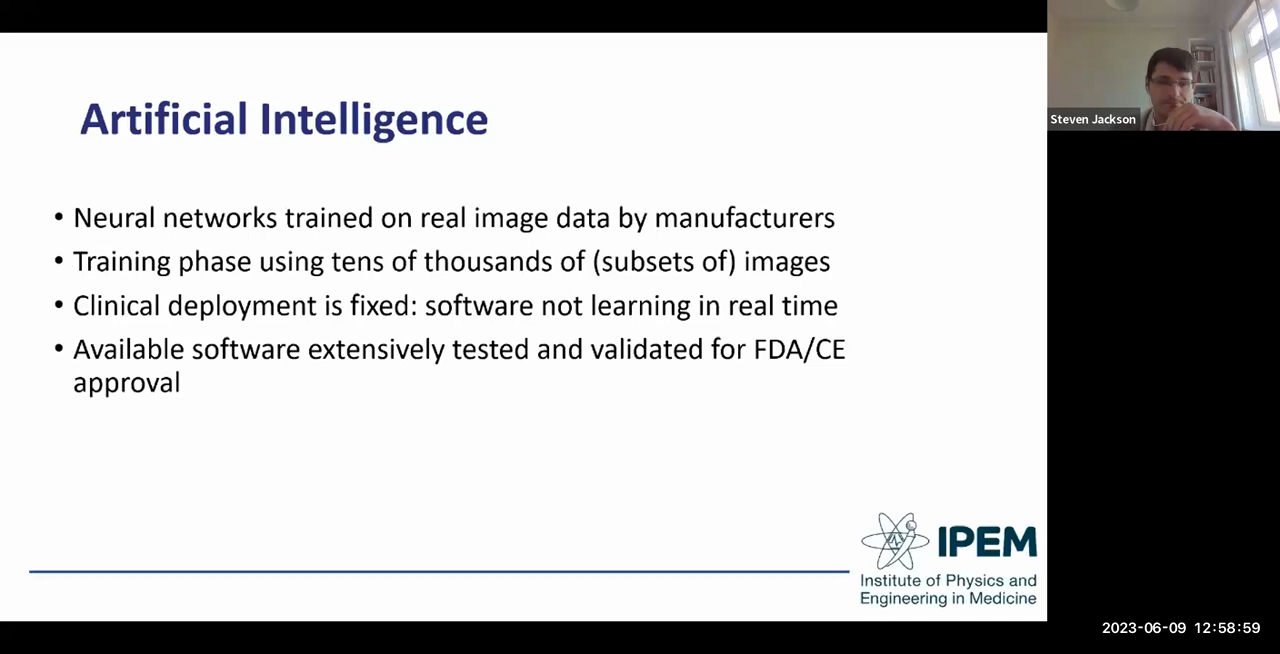 Artificial Intelligence
• Neural networks trained on real image data by manufacturers
• Training phase using tens of thousands of (subsets of) images
• Clinical deployment is fixed: software not learning in real time
• Available software extensively tested and validated for FDA/CE
approval
IPEM
Institute of Physics and
Engineering in Medicine
Steven Jackson
2023-06-09 12:58:59